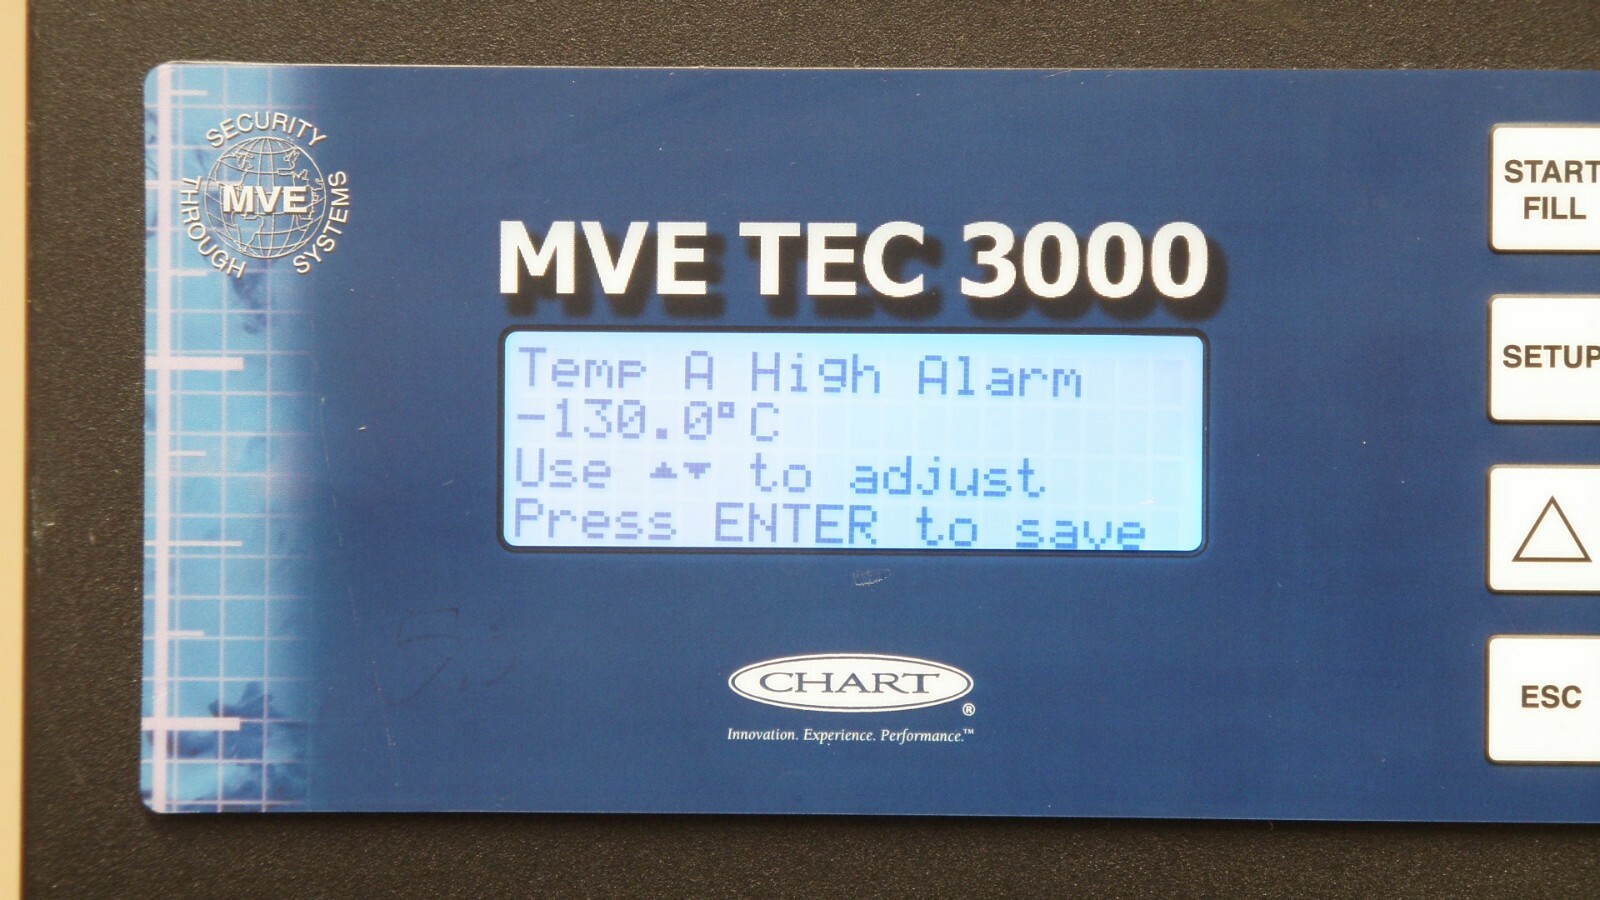 SECURITY
THROUGH
MVE
SYSTEMS
MVE TEC 3000
Temp A High Alarm
-130.0°C
Use ▲▼ to adjust
Press ENTER to save
CHART®
Innovation. Experience. Performance.™
START
FILL
SETUP
ESC